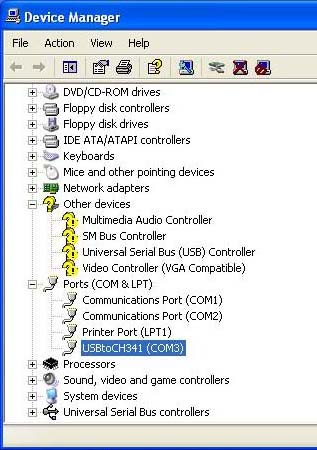 Device Manager
File Action View Help
DVD/CD-ROM drives
Floppy disk controllers
Floppy disk drives
IDE ATA/ATAPI controllers
Keyboards
Mice and other pointing devices
Network adapters
Other devices
Multimedia Audio Controller
SM Bus Controller
Universal Serial Bus (USB) Controller
Video Controller (VGA Compatible)
Ports (COM & LPT)
Communications Port (COM1)
Communications Port (COM2)
Printer Port (LPT1)
USBtoCH341 (COM3)
Processors
Sound, video and game controllers
System devices
Universal Serial Bus controllers